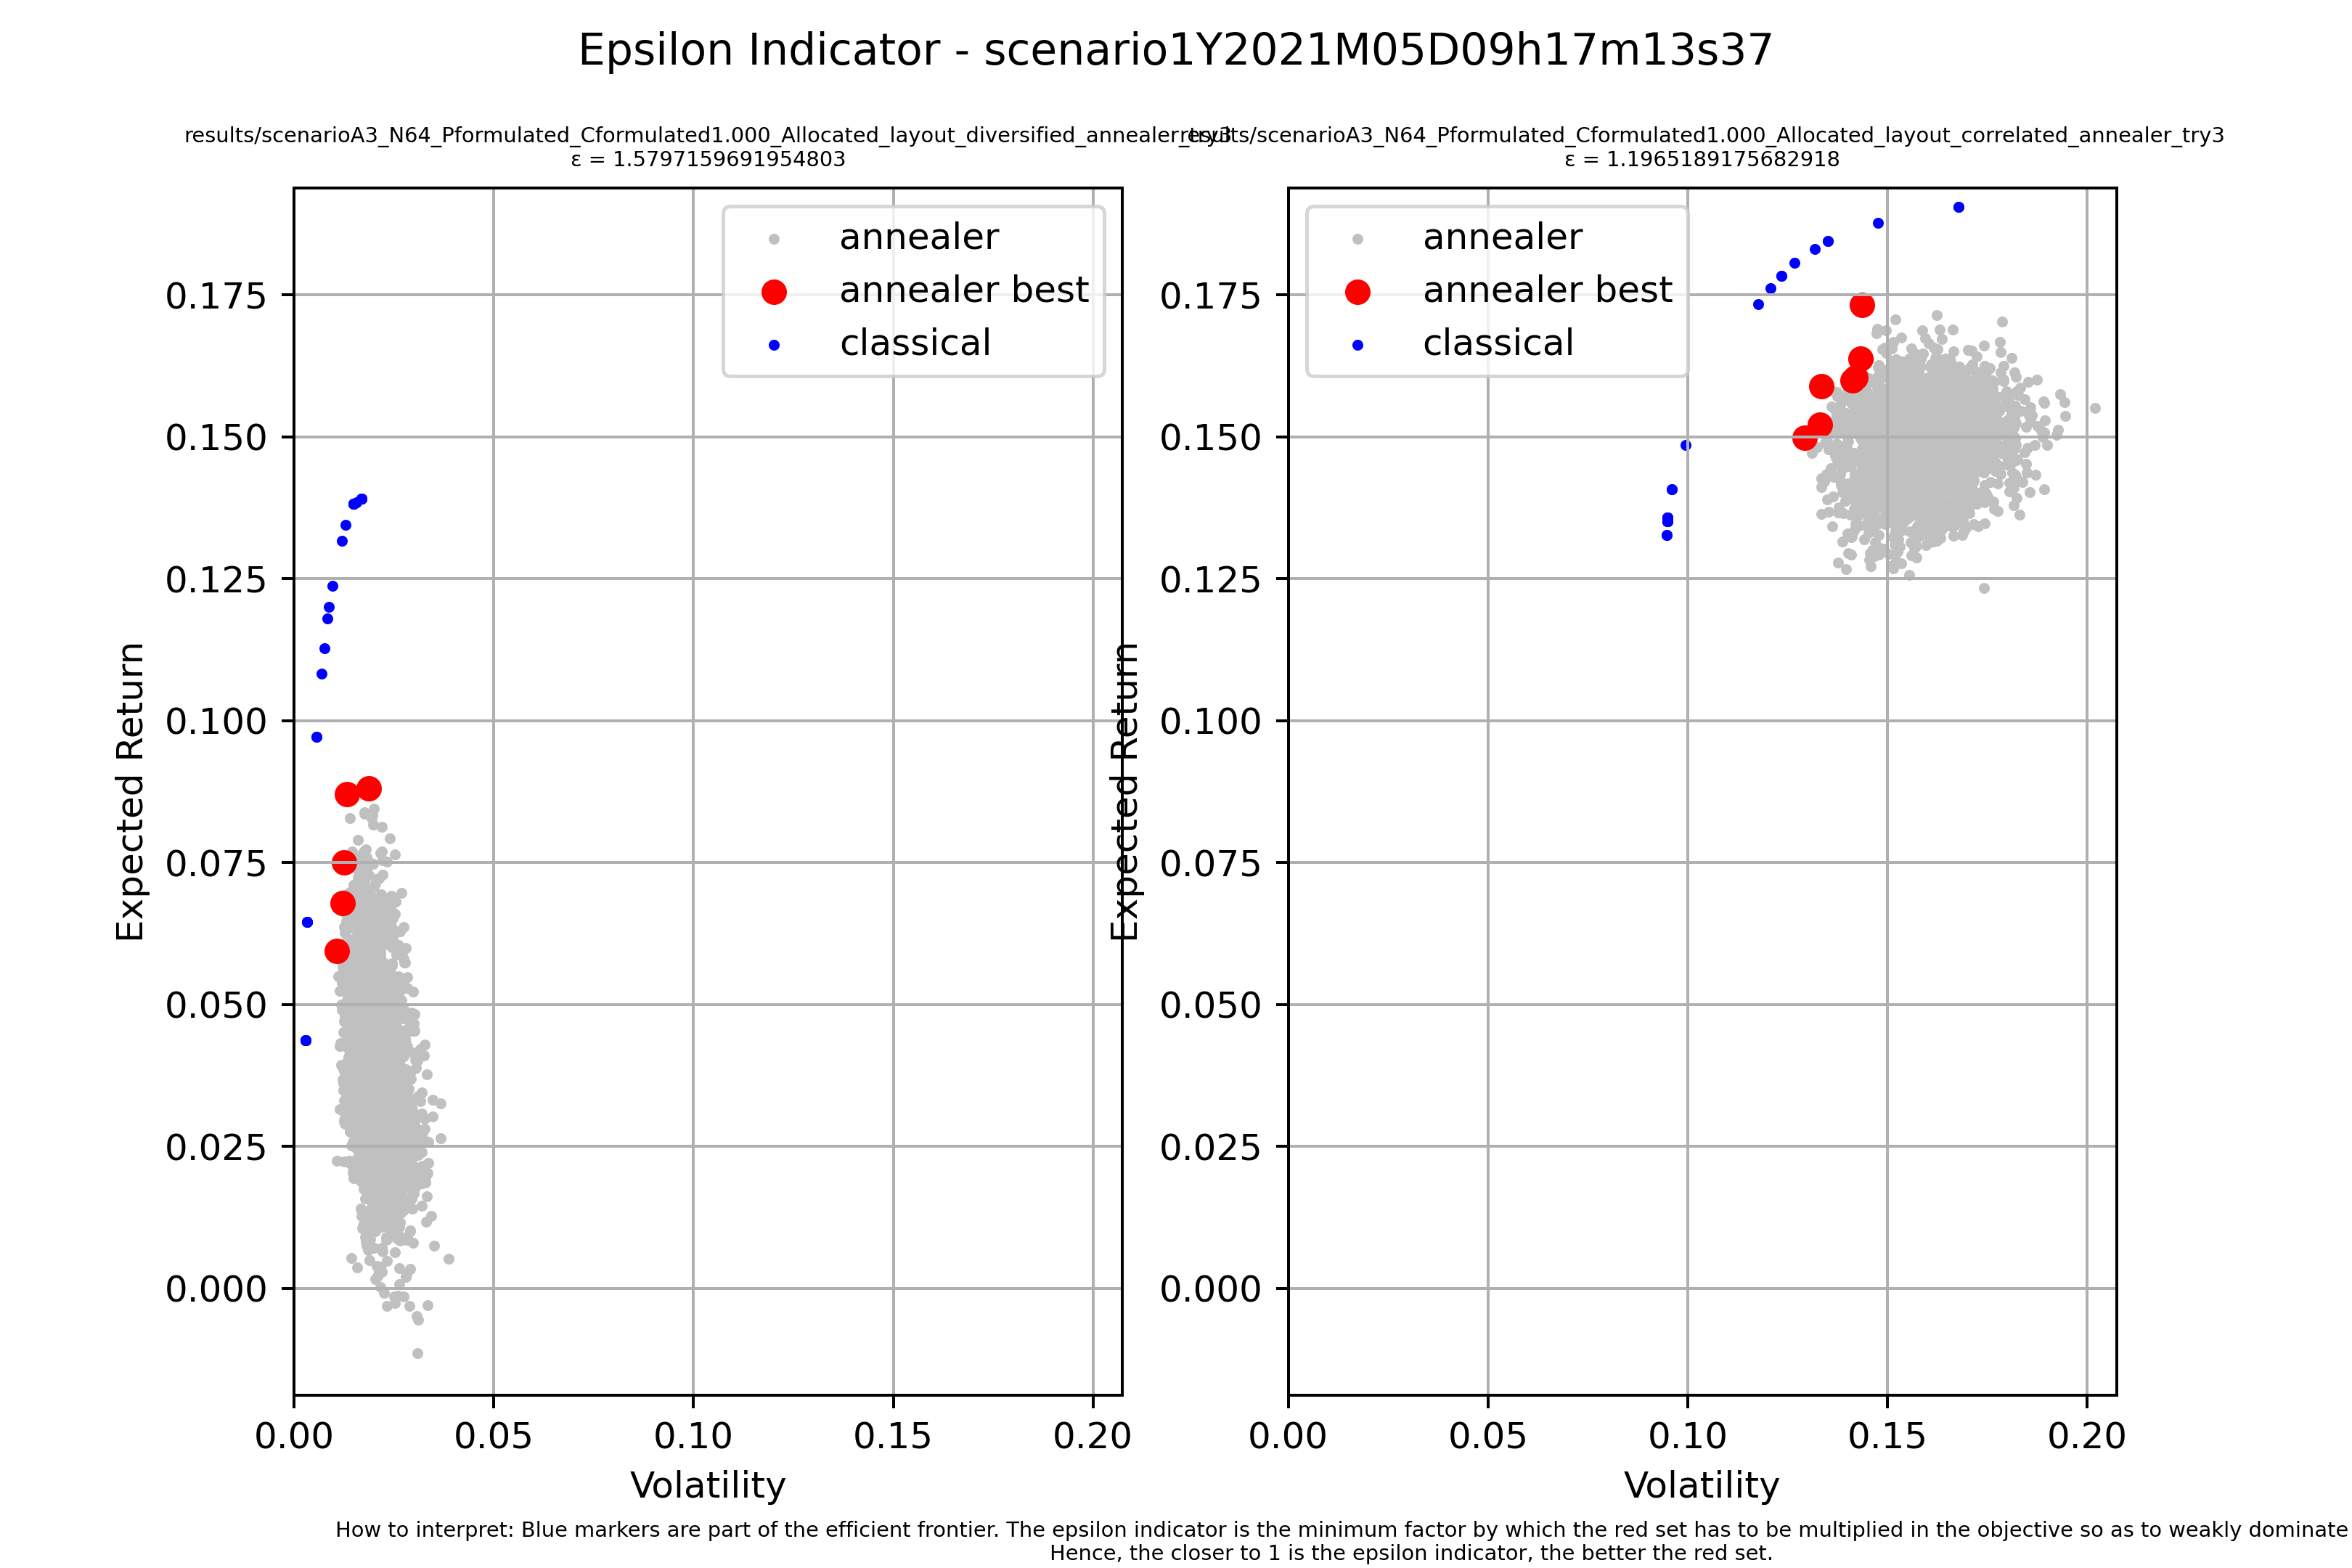 Epsilon Indicator - scenario1Y2021M05D09h17m13s37
results/scenarioA3_N64_Pformulated_Cformulated1.000_Allocated_layout_diversified_annealer_try3
ε = 1.5797159691954803
results/scenarioA3_N64_Pformulated_Cformulated1.000_Allocated_layout_correlated_annealer_try3
ε = 1.1965189175682918
annealer
annealer best
classical
0.175
0.150
0.125
0.100
0.075
0.050
0.025
0.000
Expected Return
0.00 0.05 0.10 0.15 0.20
Volatility
annealer
annealer best
classical
0.175
0.150
0.125
0.100
0.075
0.050
0.025
0.000
Expected Return
0.00 0.05 0.10 0.15 0.20
Volatility
How to interpret: Blue markers are part of the efficient frontier. The epsilon indicator is the minimum factor by which the red set has to be multiplied in the objective so as to weakly dominate
Hence, the closer to 1 is the epsilon indicator, the better the red set.